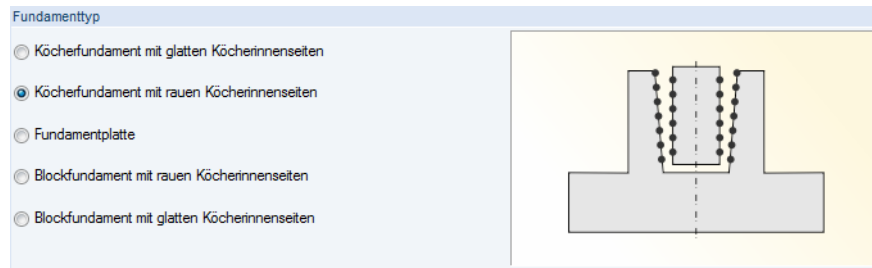 Fundamenttyp
Köcherfundament mit glatten Köcherinnenseiten
Köcherfundament mit rauen Köcherinnenseiten
Fundamentplatte
Blockfundament mit rauen Köcherinnenseiten
Blockfundament mit glatten Köcherinnenseiten